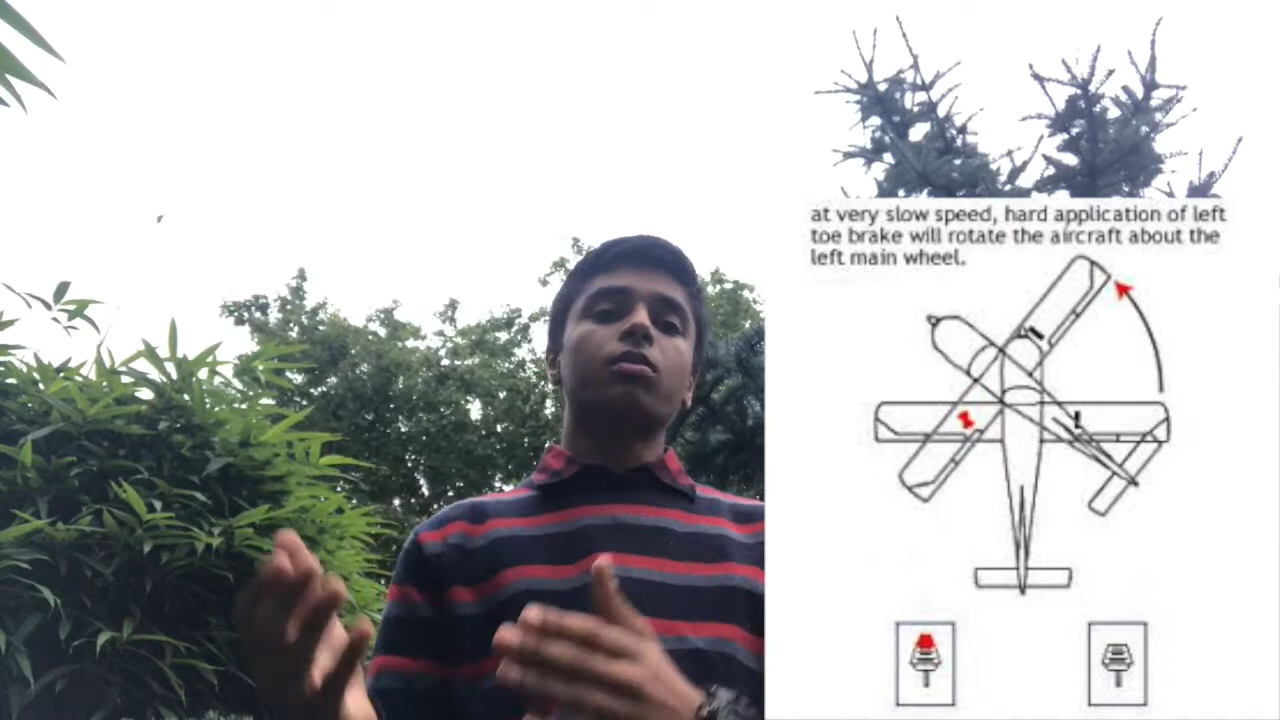 at very slow speed, hard application of left
toe brake will rotate the aircraft about the
left main wheel.